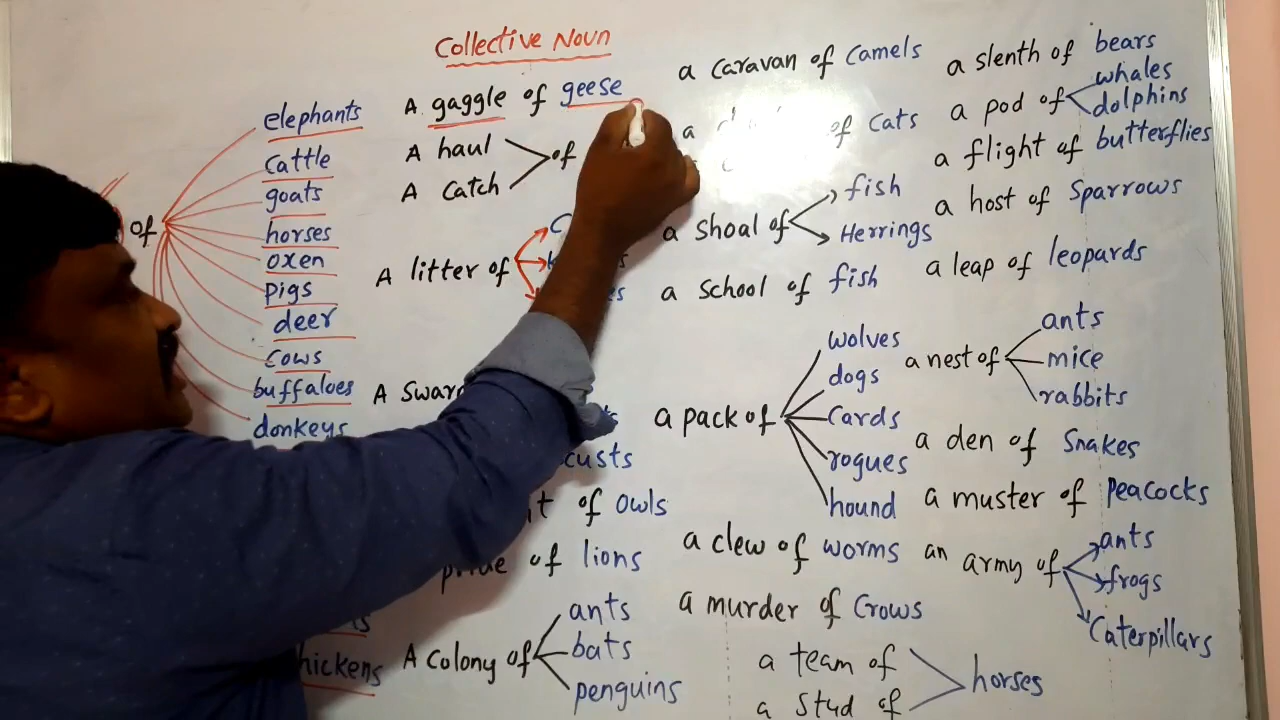 Collective Noun
of
elephants
cattle
goats
horses
oxen
pigs
deer
cows
buffaloes
donkeys
hickens
A gaggle of geese
A haul
A catch
of
A litter of
A
of owls
of lions
A colony of
ants
bats
penguins
a caravan of camels
a of cats
a shoal of
fish
Herrings
a school of fish
a pack of
wolves
dogs
Cards
rogues
hound
a clew of worms
a murder of Crows
a team of
a stud of
horses
a slenth of bears
a pod of
whales
dolphins
a flight of butterflies
a host of Sparrows
a leap of leopards
a nest of
ants
mice
rabbits
a den of Snakes
a muster of Peacocks
an army of
ants
frogs
Caterpillars